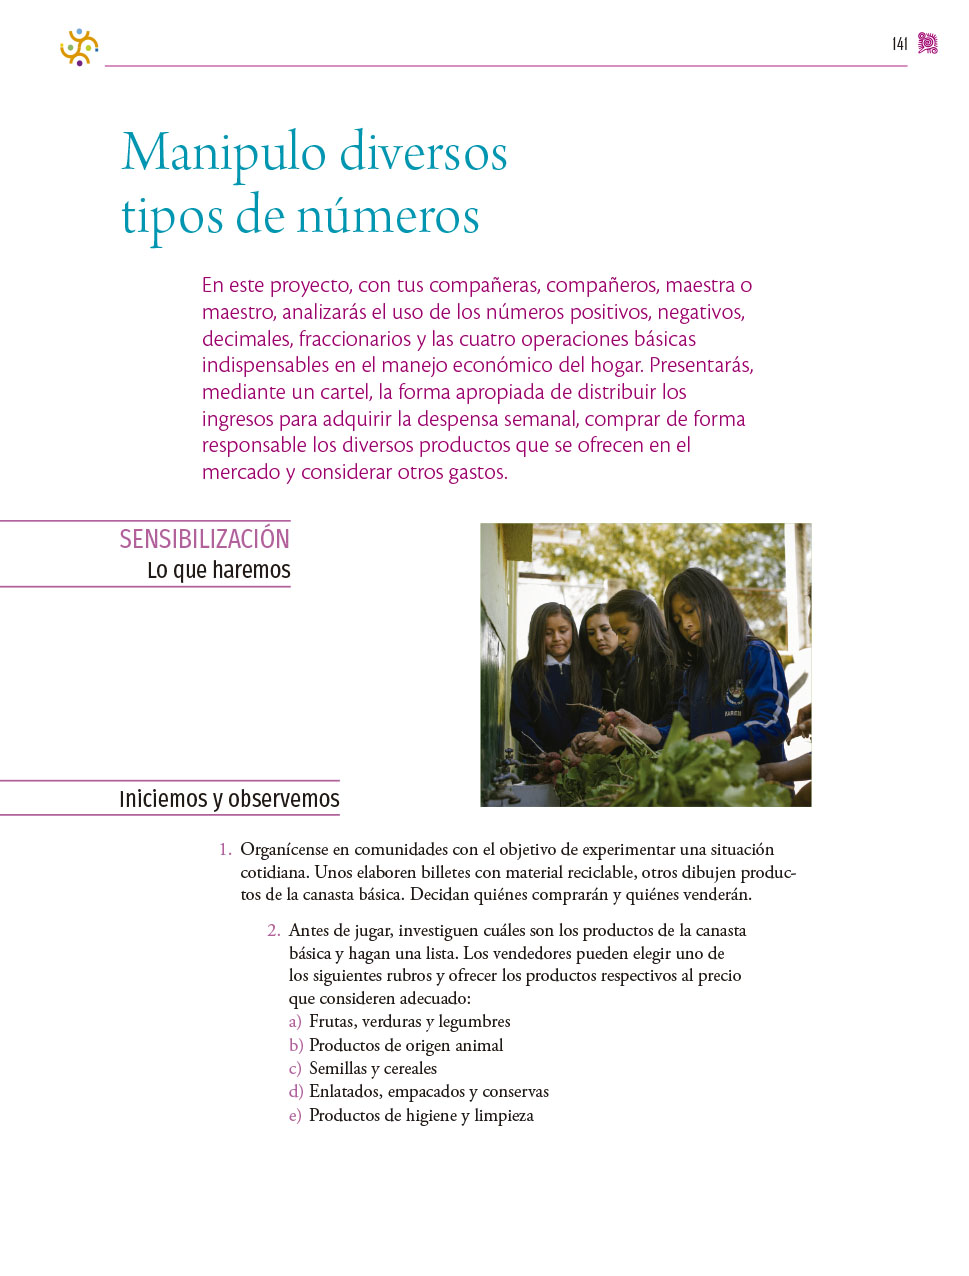 141
Manipulo diversos
tipos de números
En este proyecto, con tus compañeras, compañeros, maestra o
maestro, analizarás el uso de los números positivos, negativos,
decimales, fraccionarios y las cuatro operaciones básicas
indispensables en el manejo económico del hogar. Presentarás,
mediante un cartel, la forma apropiada de distribuir los
ingresos para adquirir la despensa semanal, comprar de forma
responsable los diversos productos que se ofrecen en el
mercado y considerar otros gastos.
SENSIBILIZACIÓN
Lo que haremos
Iniciemos y observemos
1. Organícense en comunidades con el objetivo de experimentar una situación
cotidiana. Unos elaboren billetes con material reciclable, otros dibujen produc-
tos de la canasta básica. Decidan quiénes comprarán y quiénes venderán.
2. Antes de jugar, investiguen cuáles son los productos de la canasta
básica y hagan una lista. Los vendedores pueden elegir uno de
los siguientes rubros y ofrecer los productos respectivos al precio
que consideren adecuado:
a) Frutas, verduras y legumbres
b) Productos de origen animal
c) Semillas y cereales
d) Enlatados, empacados y conservas
e) Productos de higiene y limpieza